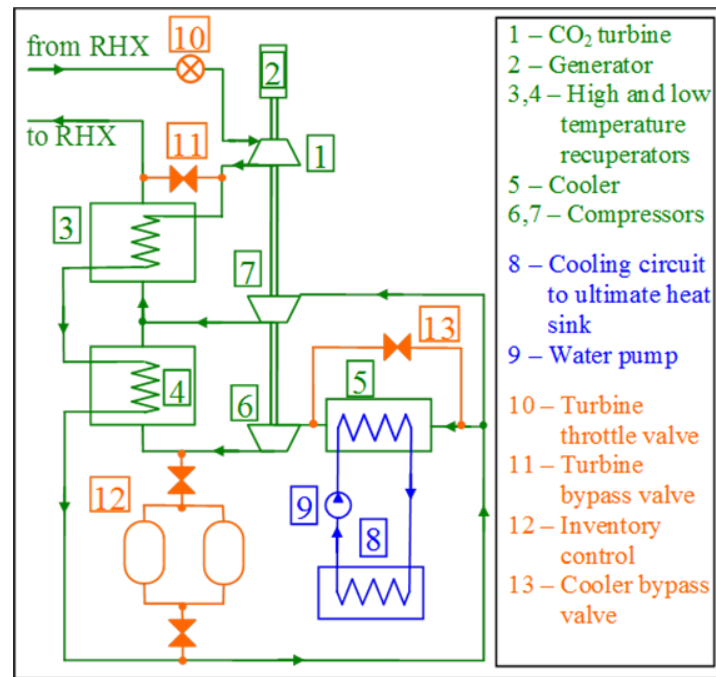 from RHX
10
2
to RHX
11
1
3
7
13
4
5
6
12
9
8
1 – CO₂ turbine
2 – Generator
3,4 – High and low
temperature
recuperators
5 – Cooler
6,7 – Compressors
8 – Cooling circuit
to ultimate heat
sink
9 – Water pump
10 – Turbine
throttle valve
11 – Turbine
bypass valve
12 – Inventory
control
13 – Cooler bypass
valve